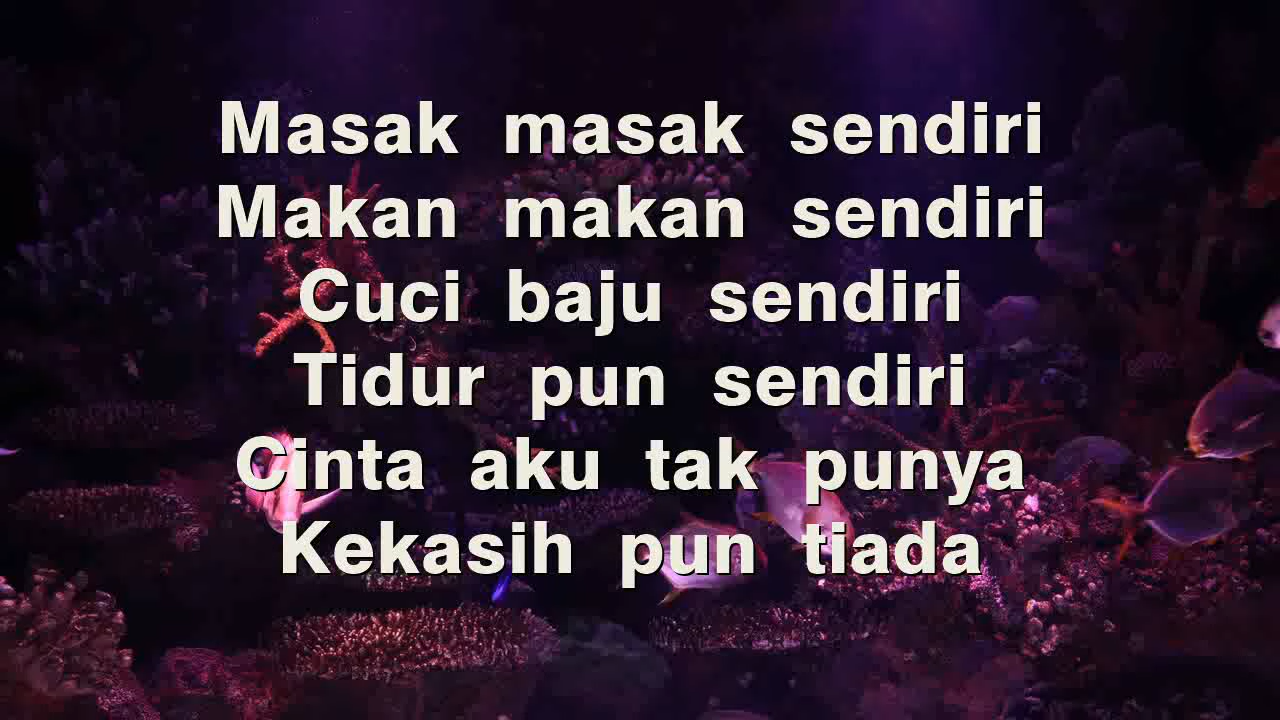 Masak masak sendiri
Makan makan sendiri
Cuci baju sendiri
Tidur pun sendiri
Cinta aku tak punya
Kekasih pun tiada